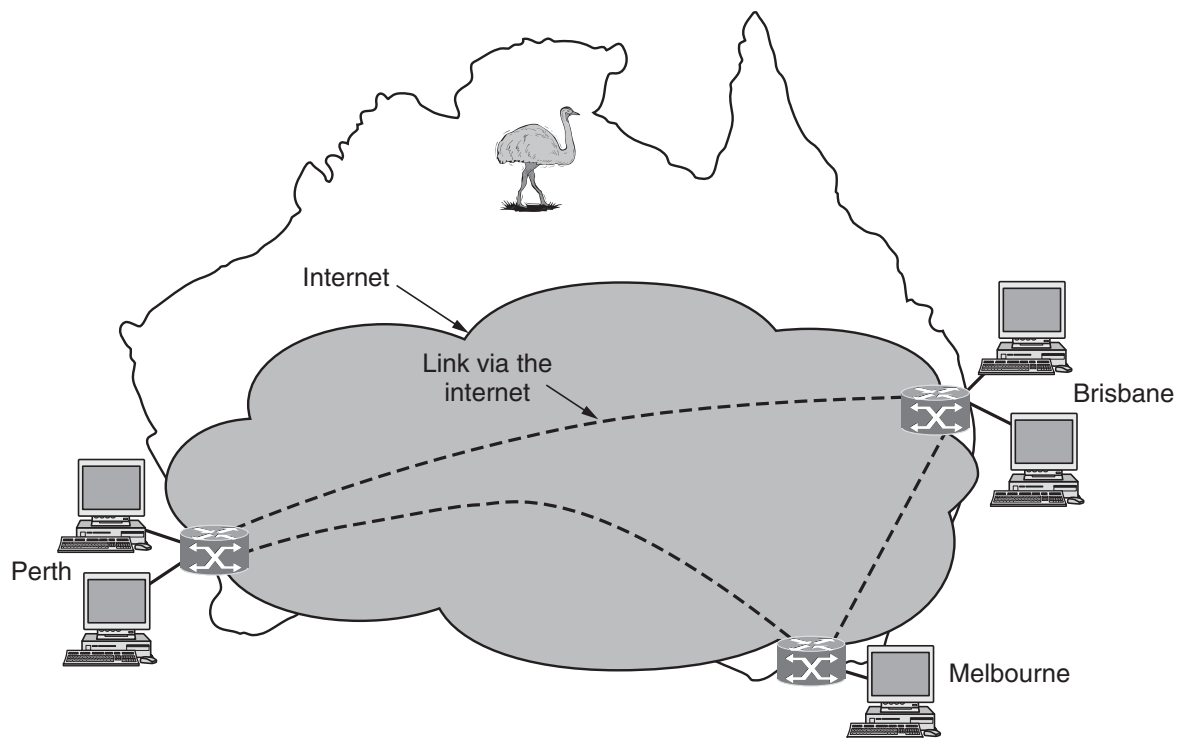 Internet
Link via the
internet
Brisbane
Perth
Melbourne